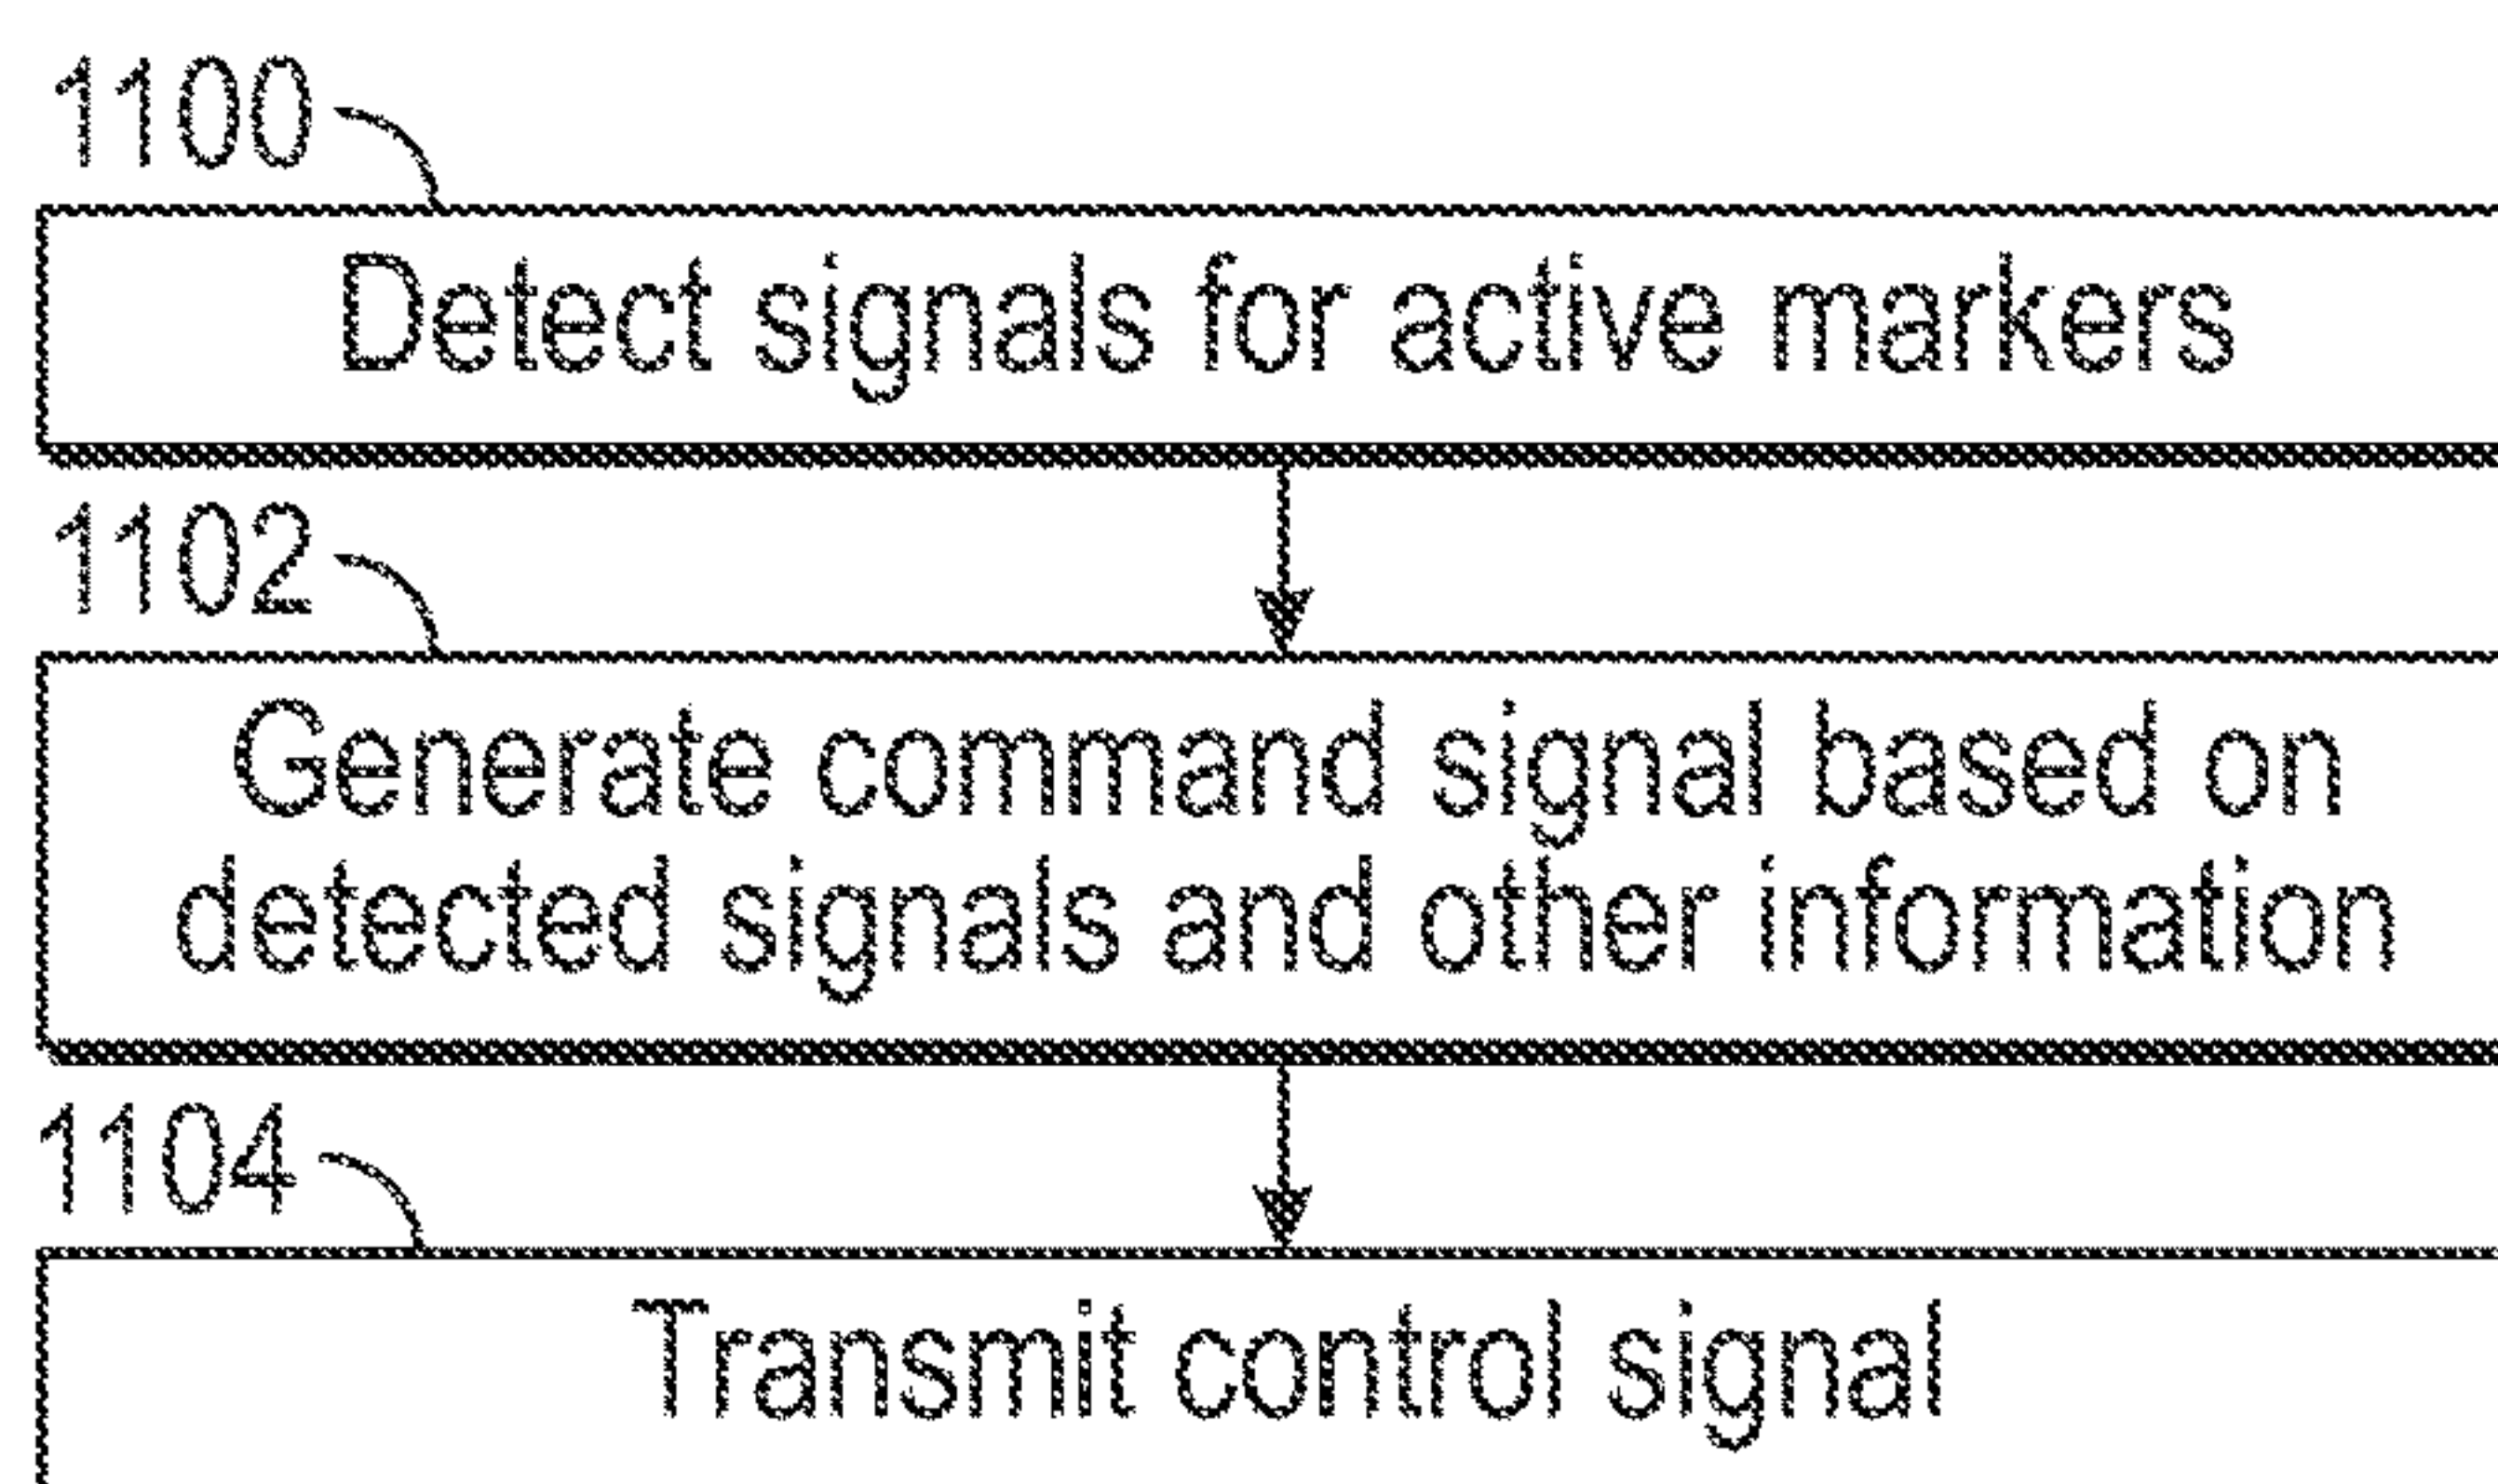 1100
Detect signals for active markers
1102
Generate command signal based on
detected signals and other information
1104
Transmit control signal